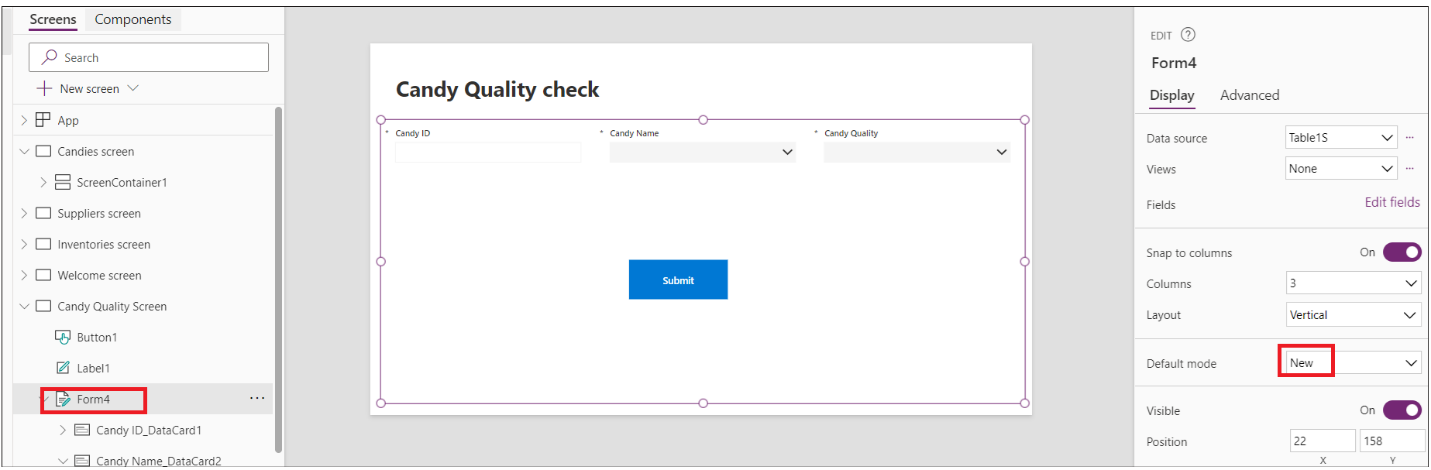 Screens Components
Search
New screen
App
Candies screen
ScreenContainer1
Suppliers screen
Inventories screen
Welcome screen
Candy Quality Screen
Button1
Label1
Form4 ...
Candy ID_DataCard1
Candy Name_DataCard2
Candy Quality check
* Candy ID * Candy Name * Candy Quality
Submit
EDIT ?
Form4
Display Advanced
Data source Table1S ...
Views None ...
Fields Edit fields
Snap to columns On
Columns 3
Layout Vertical
Default mode New
Visible On
Position 22 158
X Y